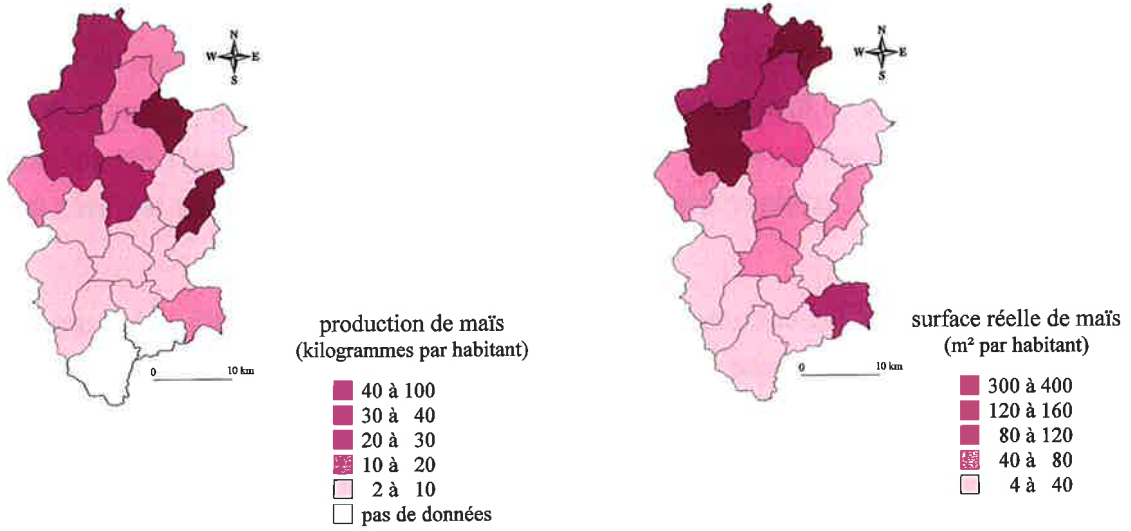 N
W E
S
production de maïs
(kilogrammes par habitant)
0 10 km
40 à 100
30 à 40
20 à 30
10 à 20
2 à 10
pas de données
N
W E
S
surface réelle de maïs
(m² par habitant)
0 10 km
300 à 400
120 à 160
80 à 120
40 à 80
4 à 40